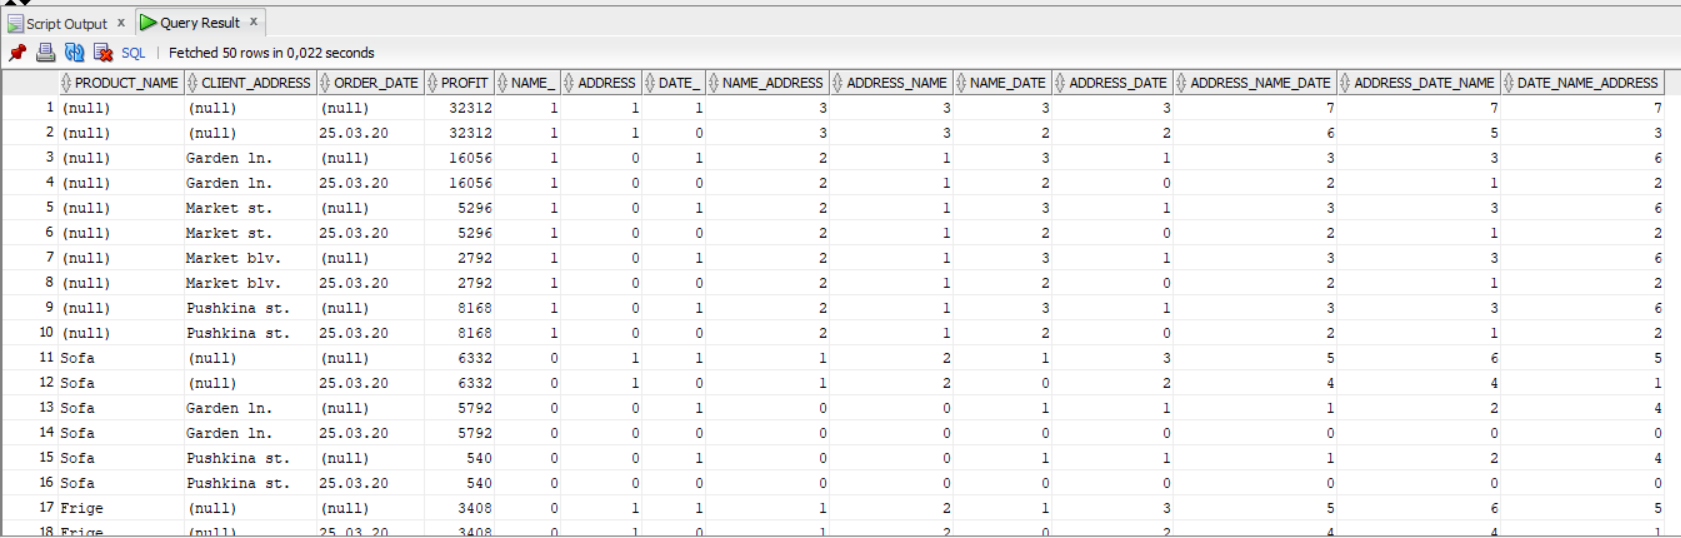 Script Output x Query Result x
SQL | Fetched 50 rows in 0,022 seconds
PRODUCT_NAME CLIENT_ADDRESS ORDER_DATE PROFIT NAME_ ADDRESS DATE_ NAME_ADDRESS ADDRESS_NAME NAME_DATE ADDRESS_DATE ADDRESS_NAME_DATE ADDRESS_DATE_NAME DATE_NAME_ADDRESS
1 (null) (null) (null) 32312 1 1 1 3 3 3 3 7 7 7
2 (null) (null) 25.03.20 32312 1 1 0 3 3 2 2 6 5 3
3 (null) Garden ln. (null) 16056 1 0 1 2 1 3 1 3 3 6
4 (null) Garden ln. 25.03.20 16056 1 0 0 2 1 2 0 2 1 2
5 (null) Market st. (null) 5296 1 0 1 2 1 3 1 3 3 6
6 (null) Market st. 25.03.20 5296 1 0 0 2 1 2 0 2 1 2
7 (null) Market blv. (null) 2792 1 0 1 2 1 3 1 3 3 6
8 (null) Market blv. 25.03.20 2792 1 0 0 2 1 2 0 2 1 2
9 (null) Pushkina st. (null) 8168 1 0 1 2 1 3 1 3 3 6
10 (null) Pushkina st. 25.03.20 8168 1 0 0 2 1 2 0 2 1 2
11 Sofa (null) (null) 6332 0 1 1 1 2 1 3 5 6 5
12 Sofa (null) 25.03.20 6332 0 1 0 1 2 0 2 4 4 1
13 Sofa Garden ln. (null) 5792 0 0 1 0 0 1 1 1 2 4
14 Sofa Garden ln. 25.03.20 5792 0 0 0 0 0 0 0 0 0 0
15 Sofa Pushkina st. (null) 540 0 0 1 0 0 1 1 1 2 4
16 Sofa Pushkina st. 25.03.20 540 0 0 0 0 0 0 0 0 0 0
17 Frige (null) (null) 3408 0 1 1 1 2 1 3 5 6 5
18 Frige (null) 25.03.20 3408 0 1 0 1 2 0 2 4 4 1